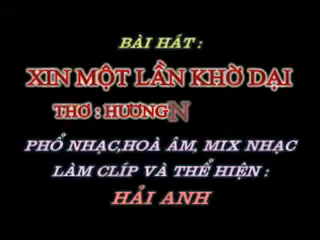 BÀI HÁT :
XIN MỘT LẦN KHỜ DẠI
THƠ : HƯƠNG N
PHỔ NHẠC,HOÀ ÂM, MIX NHẠC
LÀM CLÍP VÀ THỂ HIỆN :
HẢI ANH